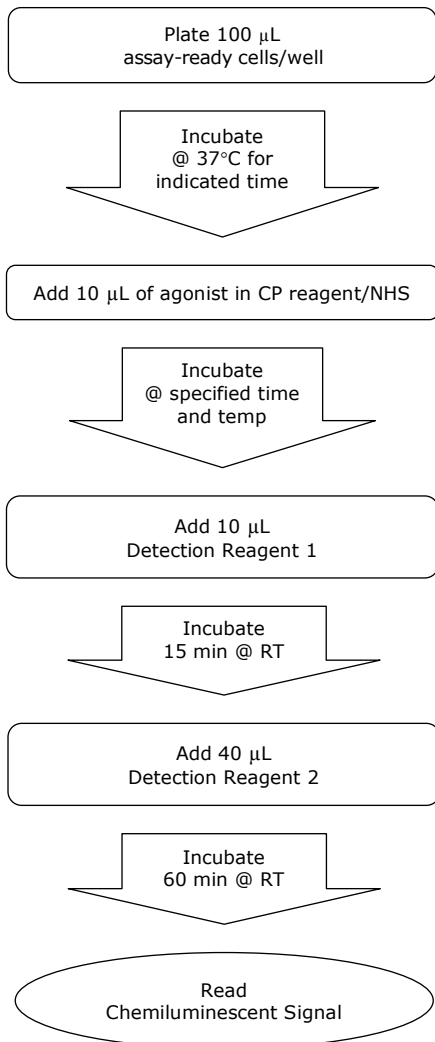 Plate 100 μL
assay-ready cells/well
Incubate
@ 37°C for
indicated time
Add 10 μL of agonist in CP reagent/NHS
Incubate
@ specified time
and temp
Add 10 μL
Detection Reagent 1
Incubate
15 min @ RT
Add 40 μL
Detection Reagent 2
Incubate
60 min @ RT
Read
Chemiluminescent Signal